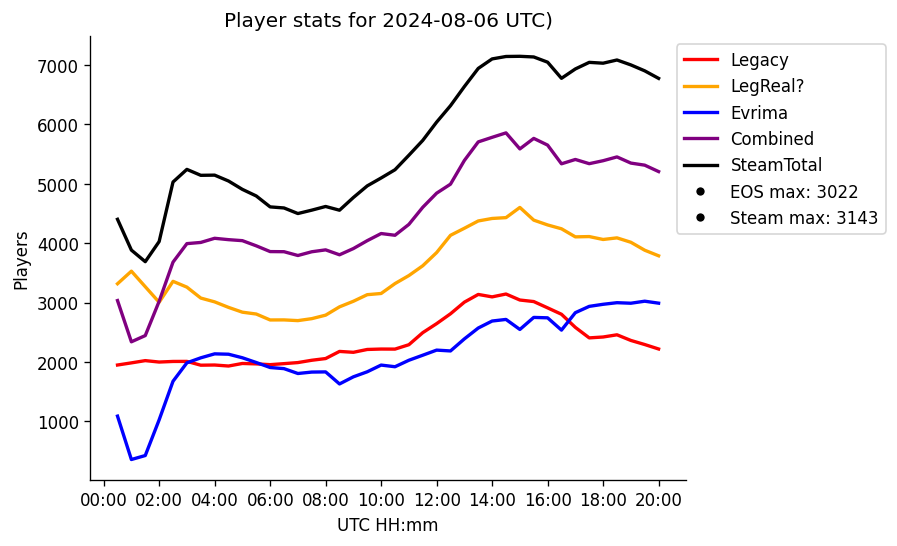 Player stats for 2024-08-06 UTC)
Players
7000
6000
5000
4000
3000
2000
1000
00:00 02:00 04:00 06:00 08:00 10:00 12:00 14:00 16:00 18:00 20:00
UTC HH:mm
Legacy
LegReal?
Evrima
Combined
SteamTotal
EOS max: 3022
Steam max: 3143